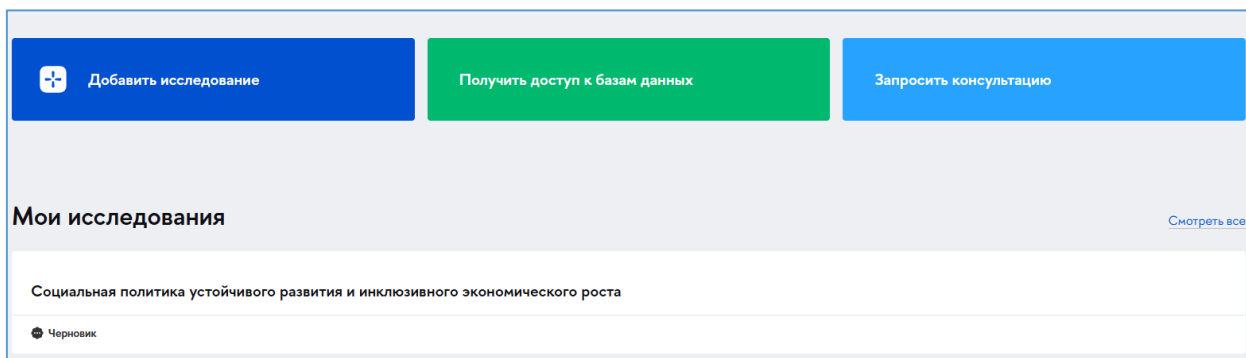 Добавить исследование
Получить доступ к базам данных
Запросить консультацию
Мои исследования
Смотреть все
Социальная политика устойчивого развития и инклюзивного экономического роста
Черновик